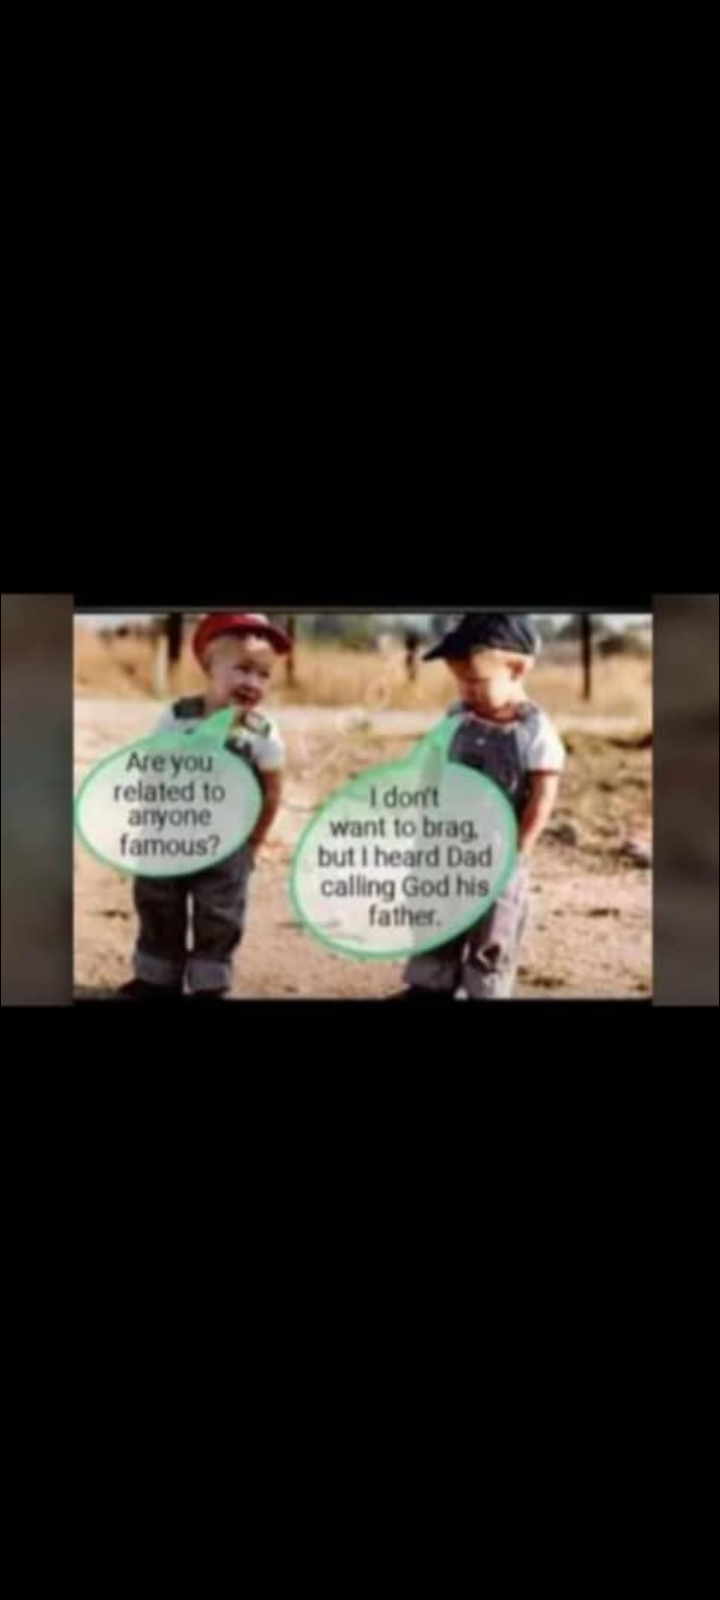 Are you
related to
anyone
famous?
I don't
want to brag,
but I heard Dad
calling God his
father.